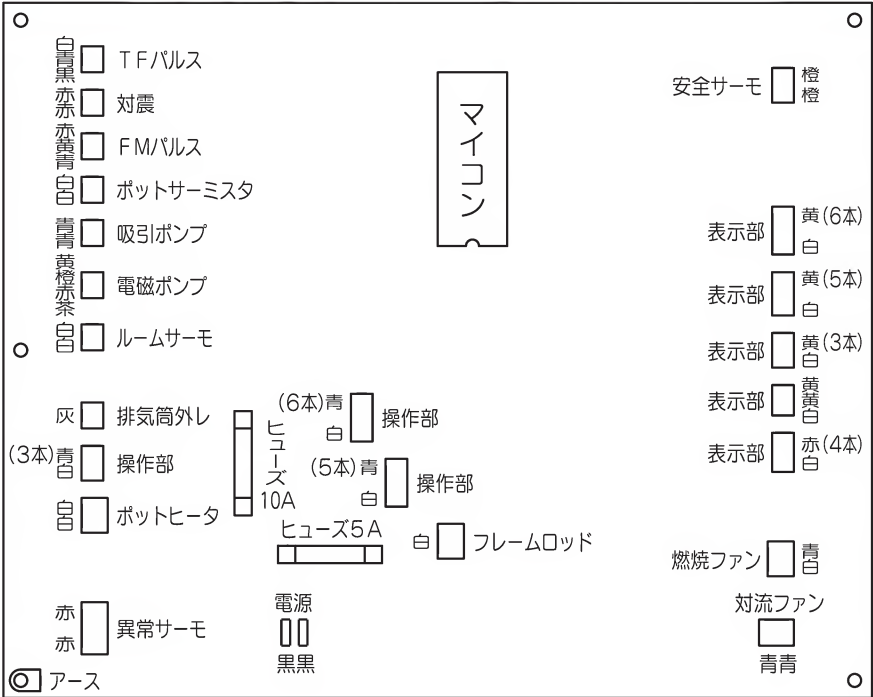 白青黒 TFパルス
赤赤 対震
赤黄青 FMパルス
白白 ポットサーミスタ
青青 吸引ポンプ
黄橙赤茶 電磁ポンプ
白白 ルームサーモ
灰 排気筒外レ
(3本)青白 操作部
白白 ポットヒータ
赤
赤
異常サーモ
アース
マイコン
(6本)青
白
操作部
ヒューズ
10A
(5本)青
白
操作部
ヒューズ5A
白 フレームロッド
電源
黒黒
安全サーモ 橙橙
表示部 黄(6本)
白
表示部 黄(5本)
白
表示部 黄(3本)
白
表示部 黄黄白
表示部 赤(4本)
白
燃焼ファン 青白
対流ファン
青青